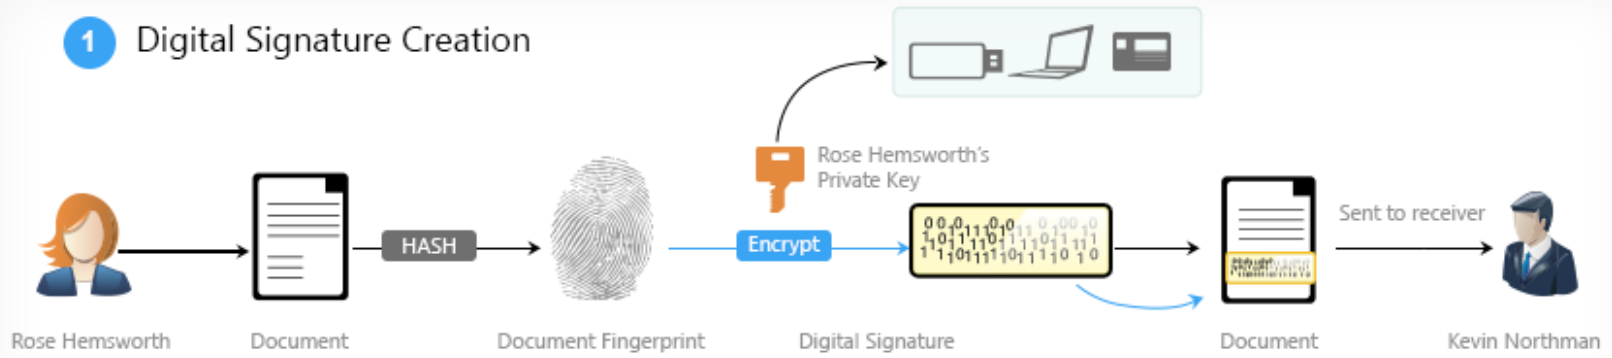 1 Digital Signature Creation
Rose Hemsworth's
Private Key
HASH
Encrypt
Sent to receiver
Rose Hemsworth
Document
Document Fingerprint
Digital Signature
Document
Kevin Northman